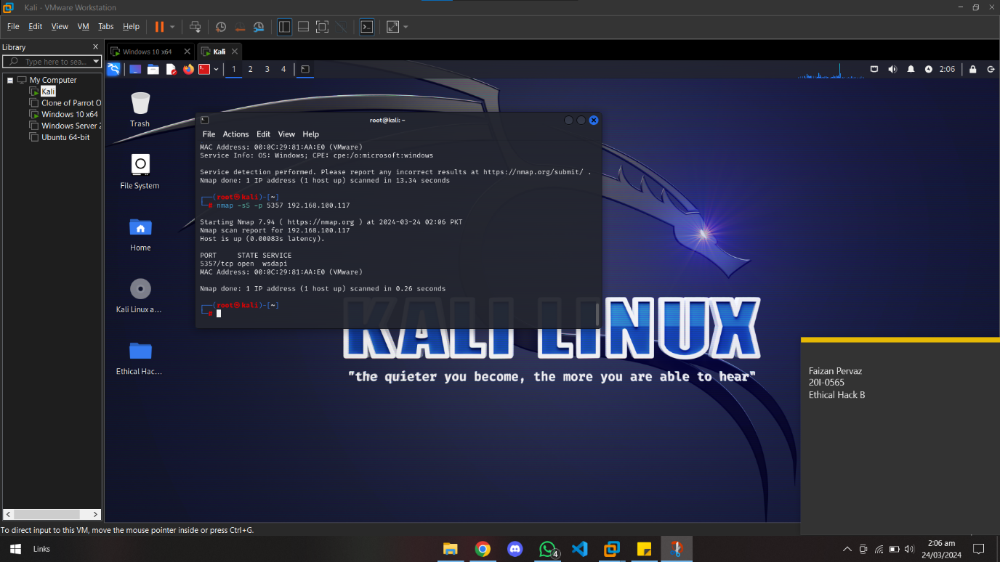 Kali - VMware Workstation
File Edit View VM Tabs Help
Library
Type here to sea...
My Computer
Kali
Clone of Parrot O
Windows 10 x64
Windows Server 2
Ubuntu 64-bit
Windows 10 x64
Kali
1 2 3 4
2:06
Trash
File System
Home
Kali Linux a...
Ethical Hac...
root@kali: ~
File Actions Edit View Help
MAC Address: 00:0C:29:81:AA:E0 (VMware)
Service Info: OS: Windows; CPE: cpe:/o:microsoft:windows
Service detection performed. Please report any incorrect results at https://nmap.org/submit/ .
Nmap done: 1 IP address (1 host up) scanned in 13.34 seconds
┌──(root㉿kali)-[~]
└─# nmap -sS -p 5357 192.168.100.117
Starting Nmap 7.94 ( https://nmap.org ) at 2024-03-24 02:06 PKT
Nmap scan report for 192.168.100.117
Host is up (0.00083s latency).
PORT     STATE SERVICE
5357/tcp open  wsdapi
MAC Address: 00:0C:29:81:AA:E0 (VMware)
Nmap done: 1 IP address (1 host up) scanned in 0.26 seconds
┌──(root㉿kali)-[~]
└─#
KALI LINUX
"the quieter you become, the more you are able to hear"
Faizan Pervaz
20I-0565
Ethical Hack B
To direct input to this VM, move the mouse pointer inside or press Ctrl+G.
Links
4
2:06 am
24/03/2024